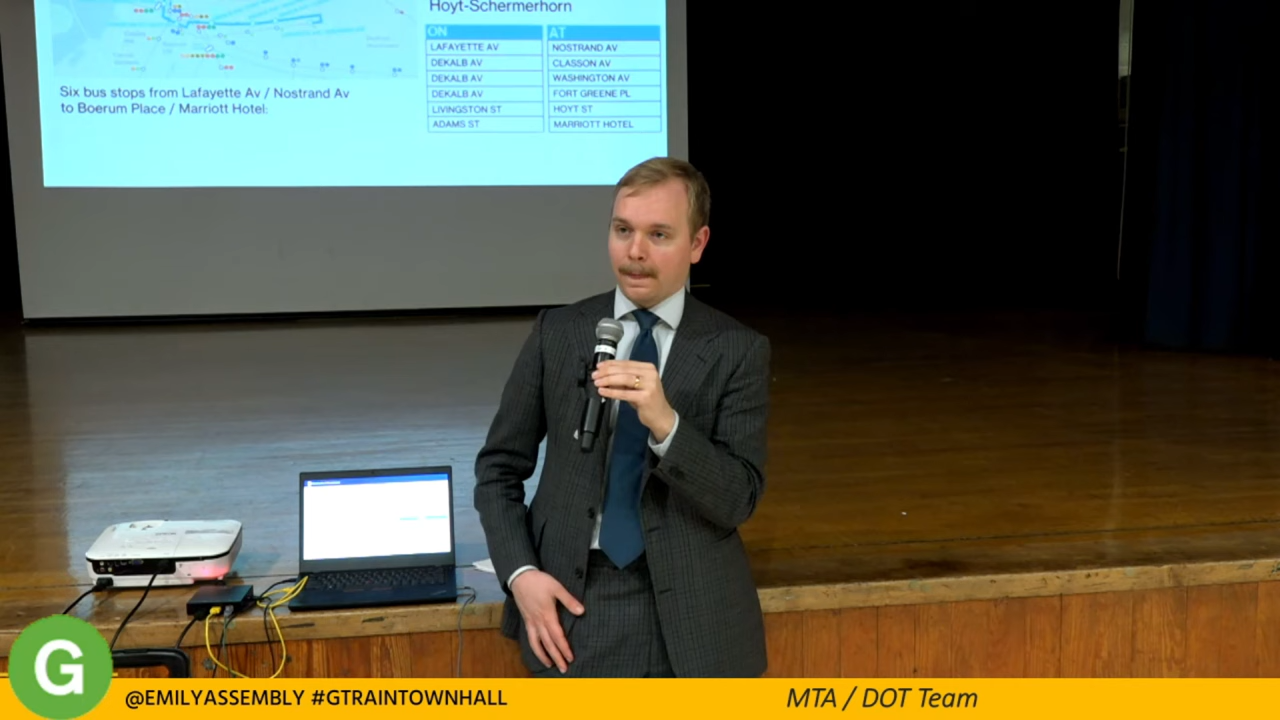 Hoyt-Schermerhorn
ON AT
LAFAYETTE AV NOSTRAND AV
DEKALB AV CLASSON AV
DEKALB AV WASHINGTON AV
DEKALB AV FORT GREENE PL
LIVINGSTON ST HOYT ST
ADAMS ST MARRIOTT HOTEL
Six bus stops from Lafayette Av / Nostrand Av
to Boerum Place / Marriott Hotel:
G
@EMILYASSEMBLY #GTRAINTOWNHALL
MTA / DOT Team